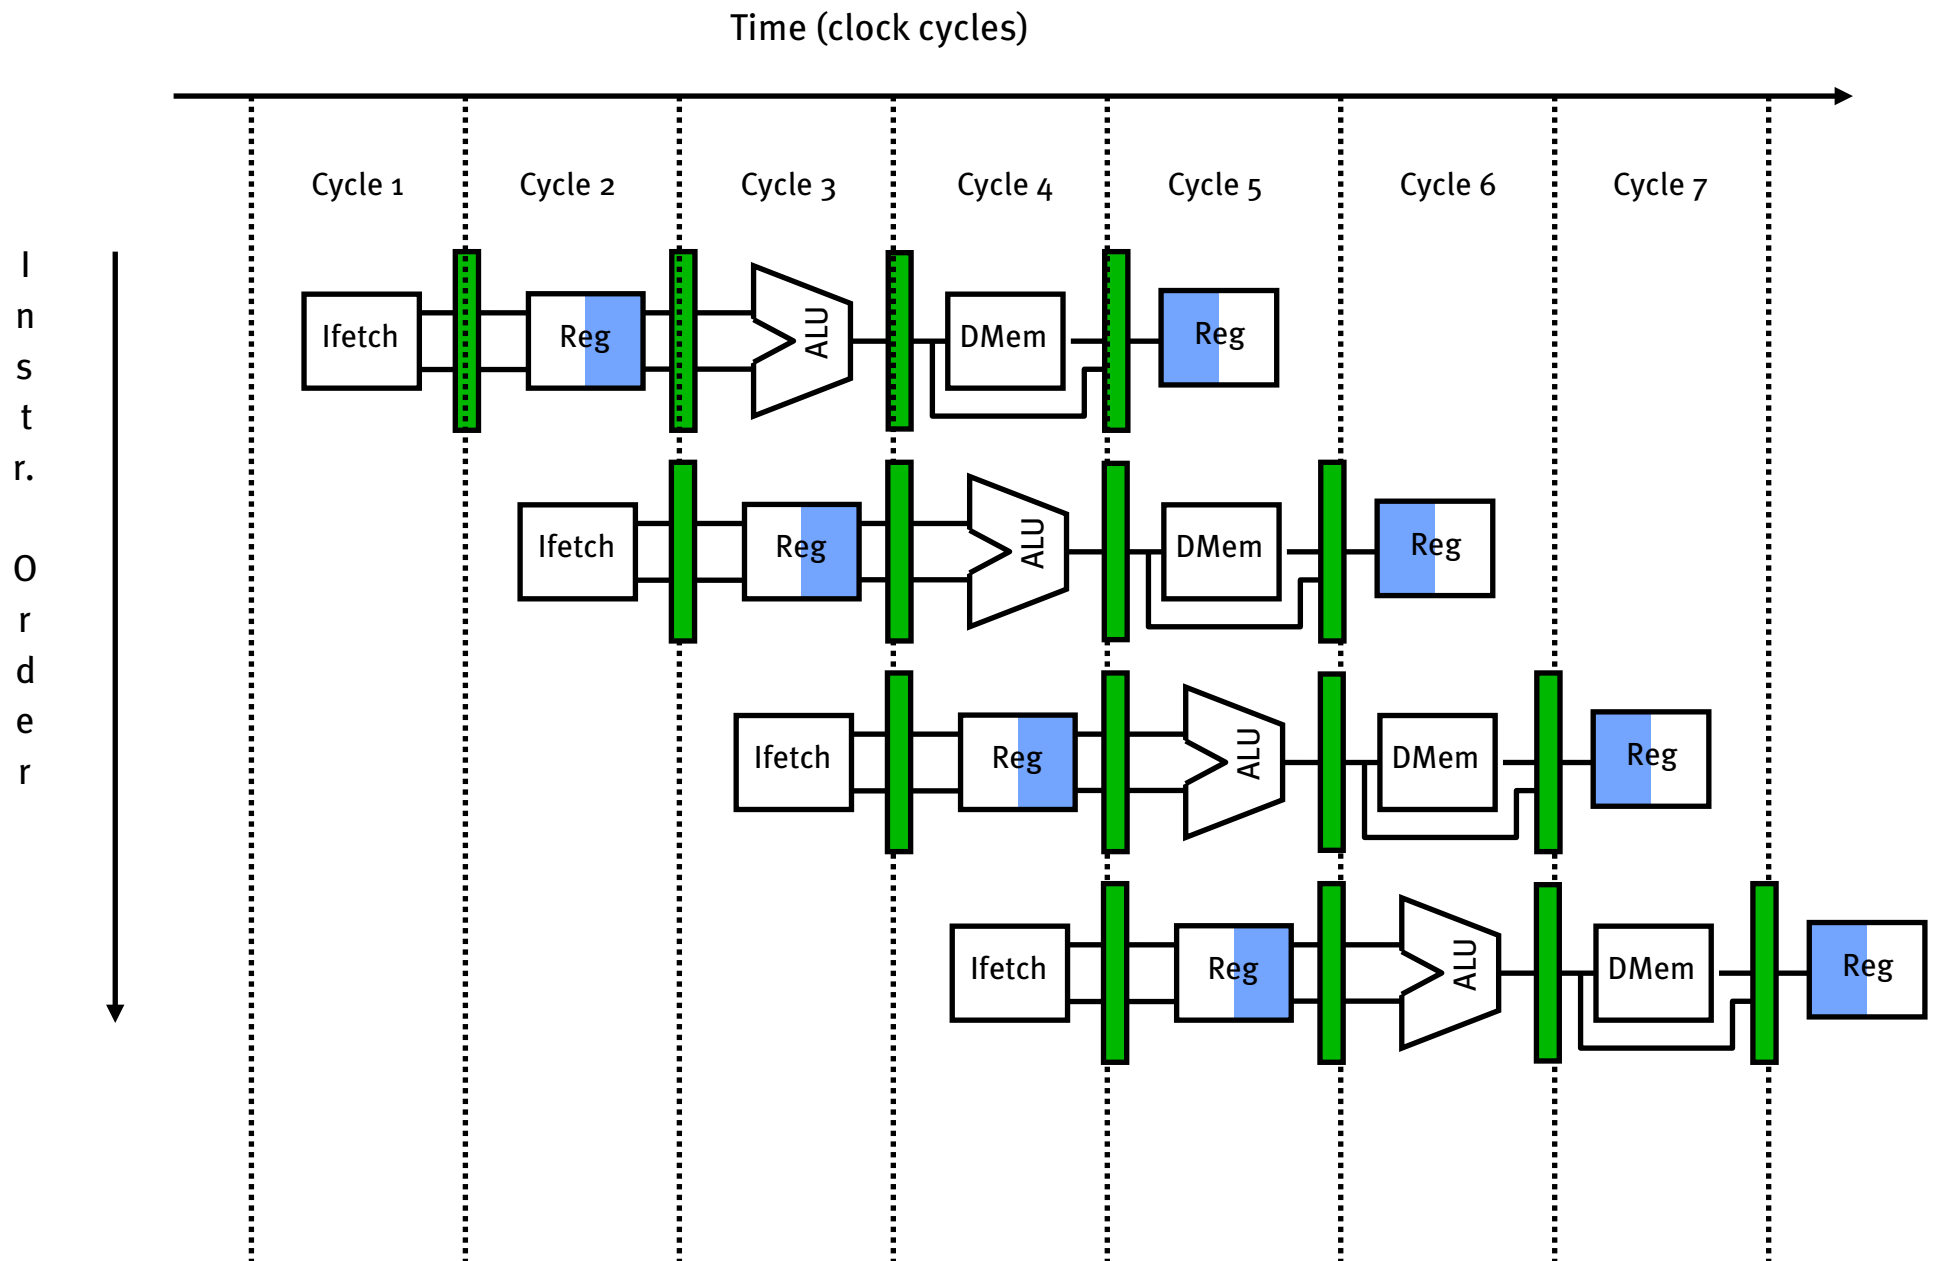 Time (clock cycles)
Cycle 1 Cycle 2 Cycle 3 Cycle 4 Cycle 5 Cycle 6 Cycle 7
I
n
s
t
r.
O
r
d
e
r
Ifetch Reg ALU DMem Reg
Ifetch Reg ALU DMem Reg
Ifetch Reg ALU DMem Reg
Ifetch Reg ALU DMem Reg